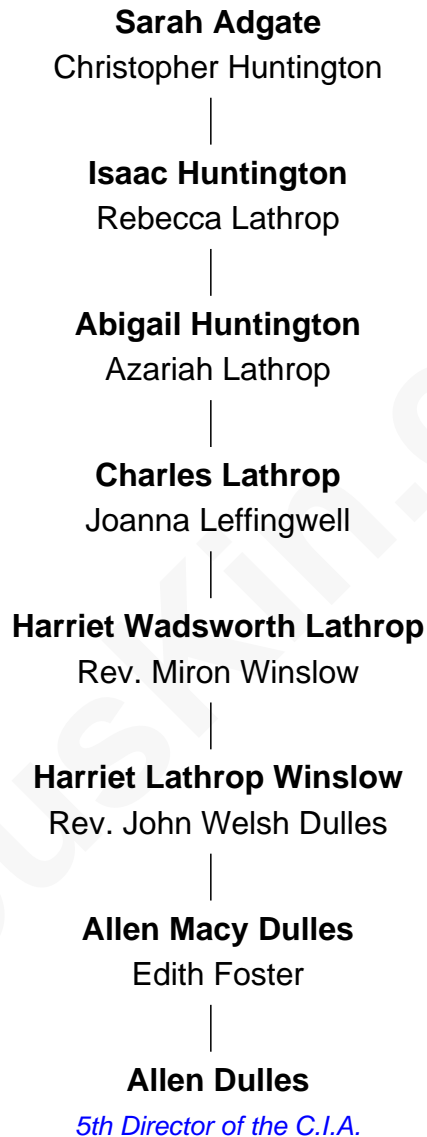 Sarah Adgate
Christopher Huntington
Isaac Huntington
Rebecca Lathrop
Abigail Huntington
Azariah Lathrop
Charles Lathrop
Joanna Leffingwell
Harriet Wadsworth Lathrop
Rev. Miron Winslow
Harriet Lathrop Winslow
Rev. John Welsh Dulles
Allen Macy Dulles
Edith Foster
Allen Dulles
5th Director of the C.I.A.